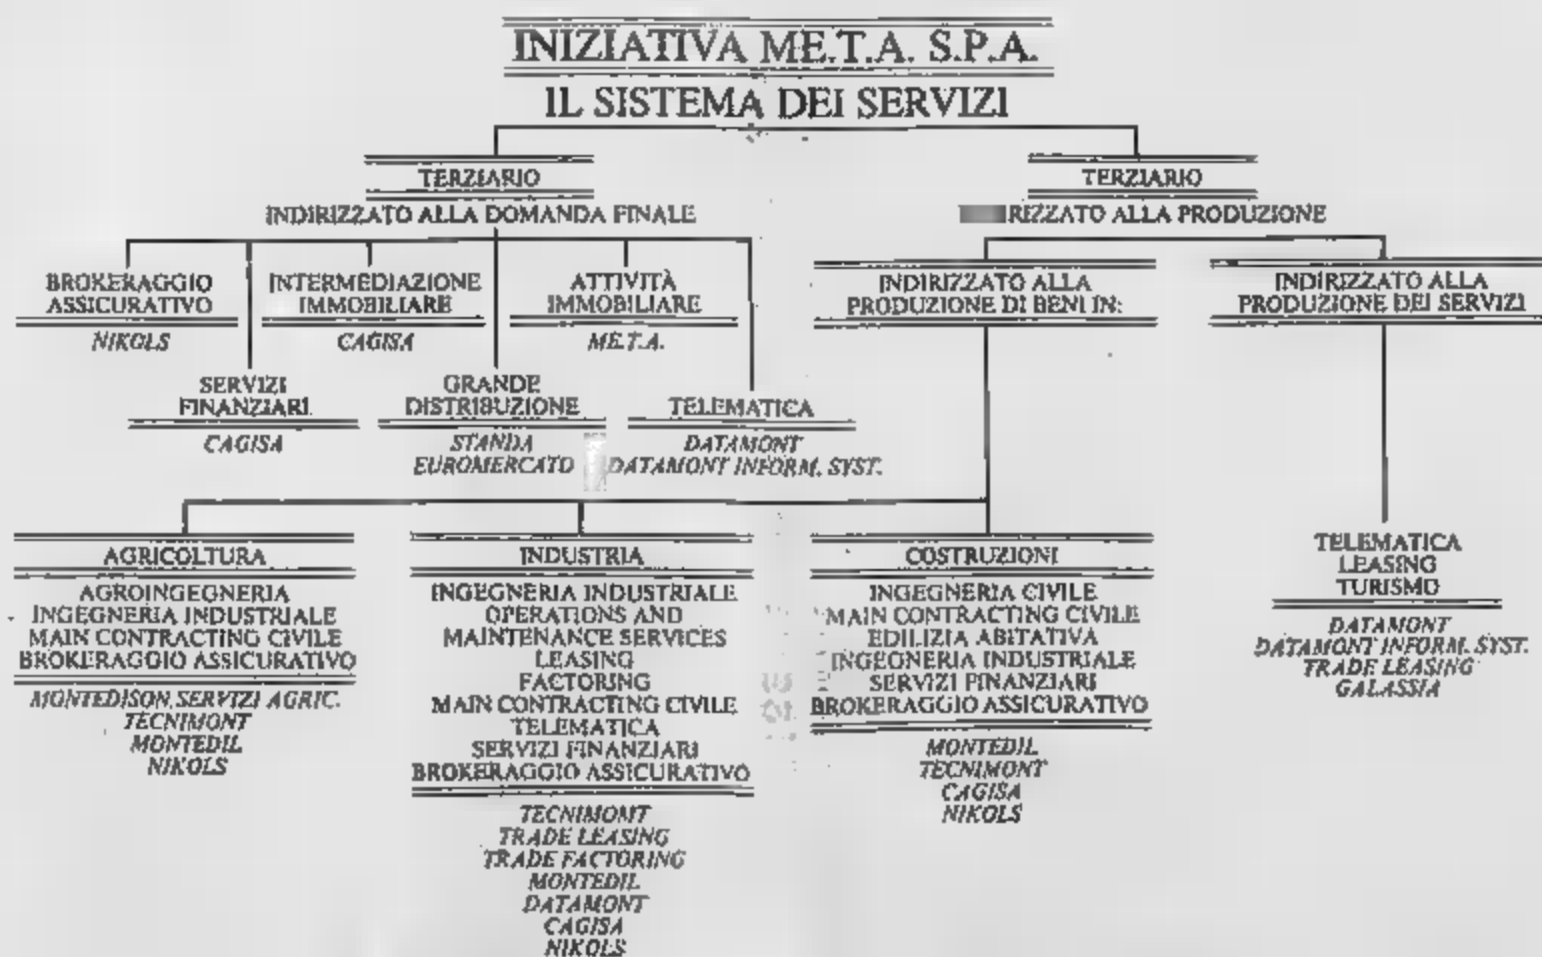 INIZIATIVA ME.T.A. S.P.A.
IL SISTEMA DEI SERVIZI
TERZIARIO
INDIRIZZATO ALLA DOMANDA FINALE
BROKERAGGIO
ASSICURATIVO
NIKOLS
SERVIZI
FINANZIARI
CAGISA
INTERMEDIAZIONE
IMMOBILIARE
CAGISA
GRANDE
DISTRIBUZIONE
STANDA
EUROMERCATO
ATTIVITÀ
IMMOBILIARE
ME.T.A.
TELEMATICA
DATAMONT
DATAMONT INFORM. SYST.
TERZIARIO
RIZZATO ALLA PRODUZIONE
INDIRIZZATO ALLA
PRODUZIONE DI BENI IN:
AGRICOLTURA
AGROINGEGNERIA
INGEGNERIA INDUSTRIALE
MAIN CONTRACTING CIVILE
BROKERAGGIO ASSICURATIVO
MONTEDISON SERVIZI AGRIC.
TECNIMONT
MONTEDIL
NIKOLS
INDUSTRIA
INGEGNERIA INDUSTRIALE
OPERATIONS AND
MAINTENANCE SERVICES
LEASING
FACTORING
MAIN CONTRACTING CIVILE
TELEMATICA
SERVIZI FINANZIARI
BROKERAGGIO ASSICURATIVO
TECNIMOMT
TRADE LEASING
TRADE FACTORING
MONTEDIL
DATAMONT
CAGISA
NIKOLS
COSTRUZIONI
INGEGNERIA CIVILE
MAIN CONTRACTING CIVILE
EDILIZIA ABITATIVA
INGEGNERIA INDUSTRIALE
SERVIZI FINANZIARI
BROKERAGGIO ASSICURATIVO
MONTEDIL
TECNIMONT
CAGISA
NIKOLS
INDIRIZZATO ALLA
PRODUZIONE DEI SERVIZI
TELEMATICA
LEASING
TURISMO
DATAMONT
DATAMONT INFORM. SYST.
TRADE LEASING
GALASSIA